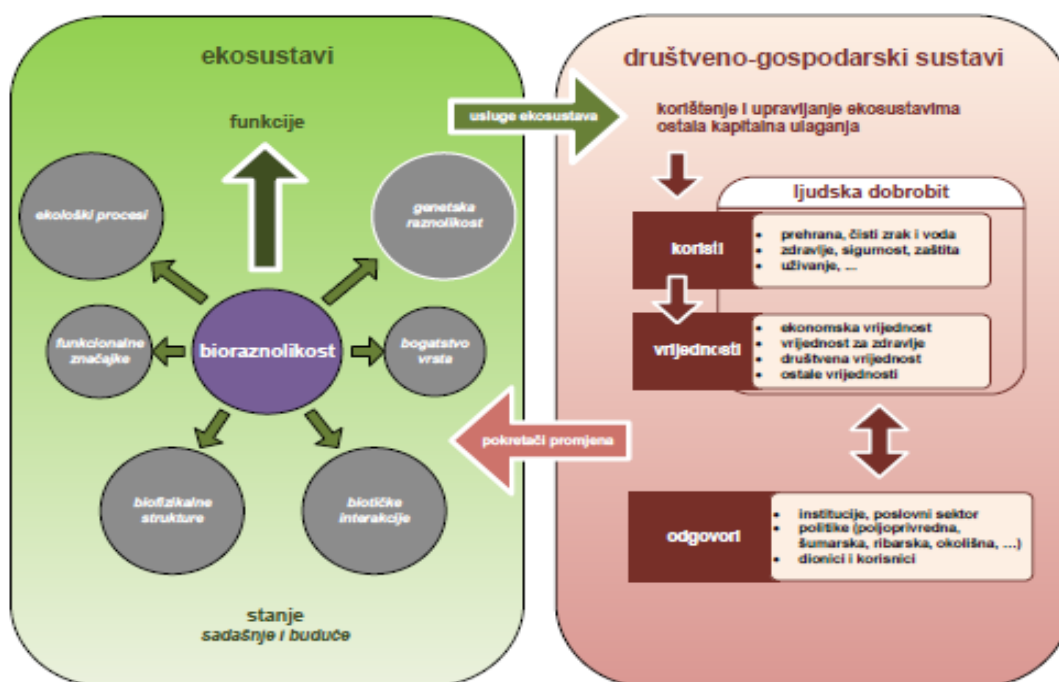 ekosustavi
funkcije
ekološki procesi
genetska
raznolikost
funkcionalne
značajke
bioraznolikost
bogatstvo
vrsta
biofizikalne
strukture
biotičke
interakcije
stanje
sadašnje i buduće
usluge ekosustava
pokretači promjena
društveno-gospodarski sustavi
korištenje i upravljanje ekosustavima
ostala kapitalna ulaganja
ljudska dobrobit
koristi
• prehrana, čisti zrak i voda
• zdravlje, sigurnost, zaštita
• uživanje, ...
vrijednosti
• ekonomska vrijednost
• vrijednost za zdravlje
• društvena vrijednost
• ostale vrijednosti
odgovori
• institucije, poslovni sektor
• politike (poljoprivredna,
šumarska, ribarska, okolišna, ...)
• dionici i korisnici